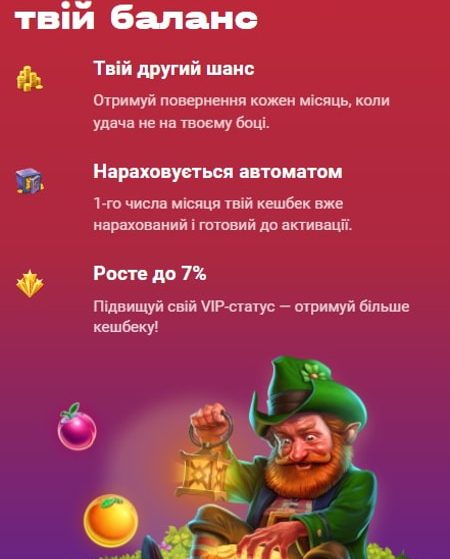 твій баланс
Твій другий шанс
Отримуй повернення кожен місяць, коли
удача не на твоєму боці.
Нараховується автоматом
1-го числа місяця твій кешбек вже
нарахований і готовий до активації.
Росте до 7%
Підвищуй свій VIP-статус — отримуй більше
кешбеку!